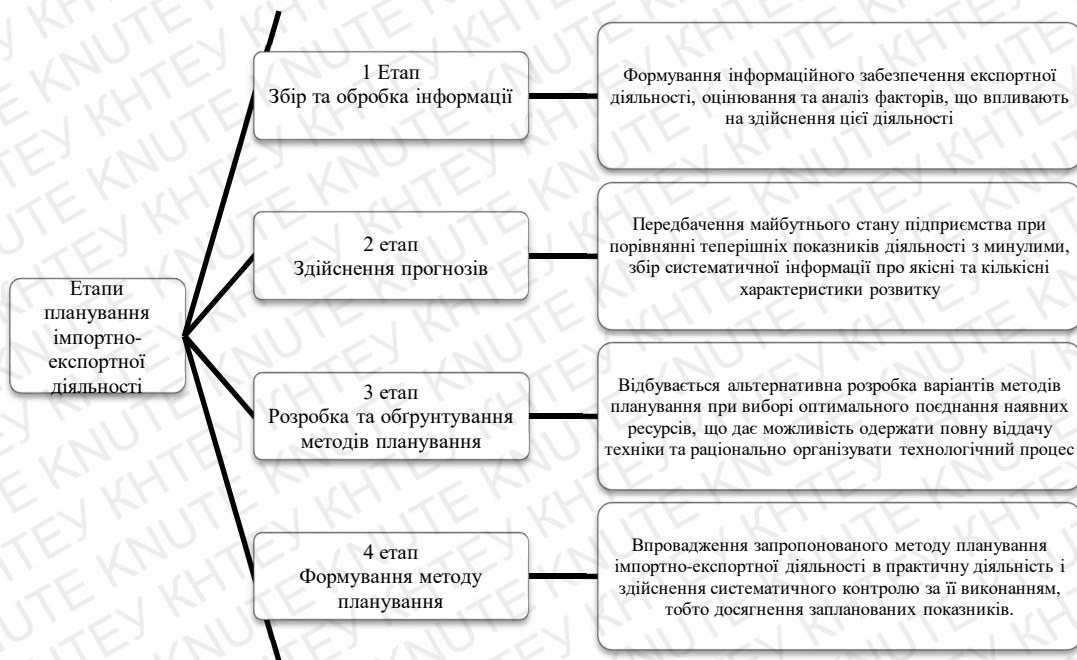 Етапи
планування
імпортно-
експортної
діяльності
1 Етап
Збір та обробка інформації
Формування інформаційного забезпечення експортної
діяльності, оцінювання та аналіз факторів, що впливають
на здійснення цієї діяльності
2 етап
Здійснення прогнозів
Передбачення майбутнього стану підприємства при
порівнянні теперішніх показників діяльності з минулими,
збір систематичної інформації про якісні та кількісні
характеристики розвитку
3 етап
Розробка та обґрунтування
методів планування
Відбувається альтернативна розробка варіантів методів
планування при виборі оптимального поєднання наявних
ресурсів, що дає можливість одержати повну віддачу
техніки та раціонально організувати технологічний процес
4 етап
Формування методу
планування
Впровадження запропонованого методу планування
імпортно-експортної діяльності в практичну діяльність і
здійснення систематичного контролю за її виконанням,
тобто досягнення запланованих показників.